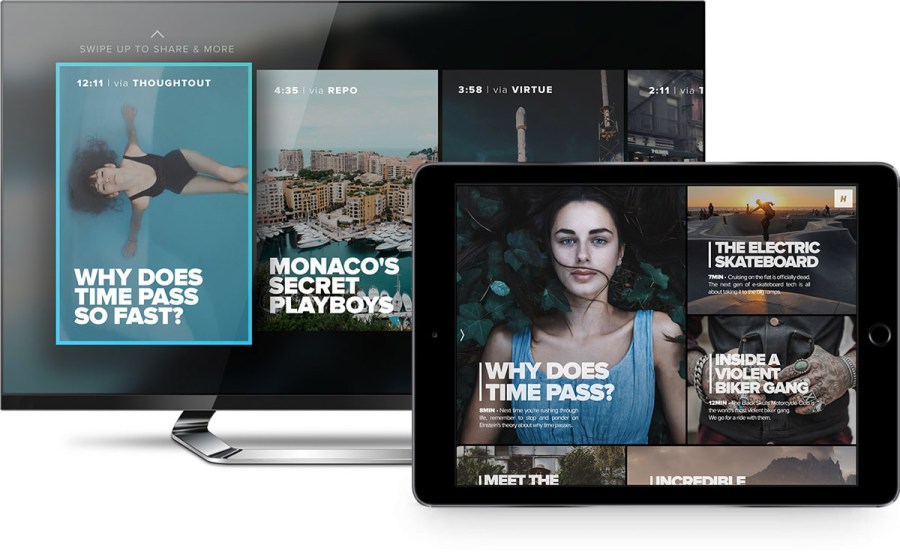 SWIPE UP TO SHARE & MORE
12:11 | via THOUGHTOUT
WHY DOES
TIME PASS
SO FAST?
4:35 | via REPO
MONACO'S
SECRET
PLAYBOYS
3:58 | via VIRTUE
2:11 | via
WHY DOES
TIME PASS?
8MIN - Next time you're rushing through
life, remember to stop and ponder on
Einstein's theory about why time passes.
H
THE ELECTRIC
SKATEBOARD
7MIN - Cruising on the flat is officially dead.
The next gen of e-skateboard tech is all
about taking it to the big ramps.
INSIDE A
VIOLENT
BIKER GANG
12MIN - The Black Skulls Motorcycle Club is
the world's most violent biker gang.
We go for a ride with them.
MEET THE
INCREDIBLE